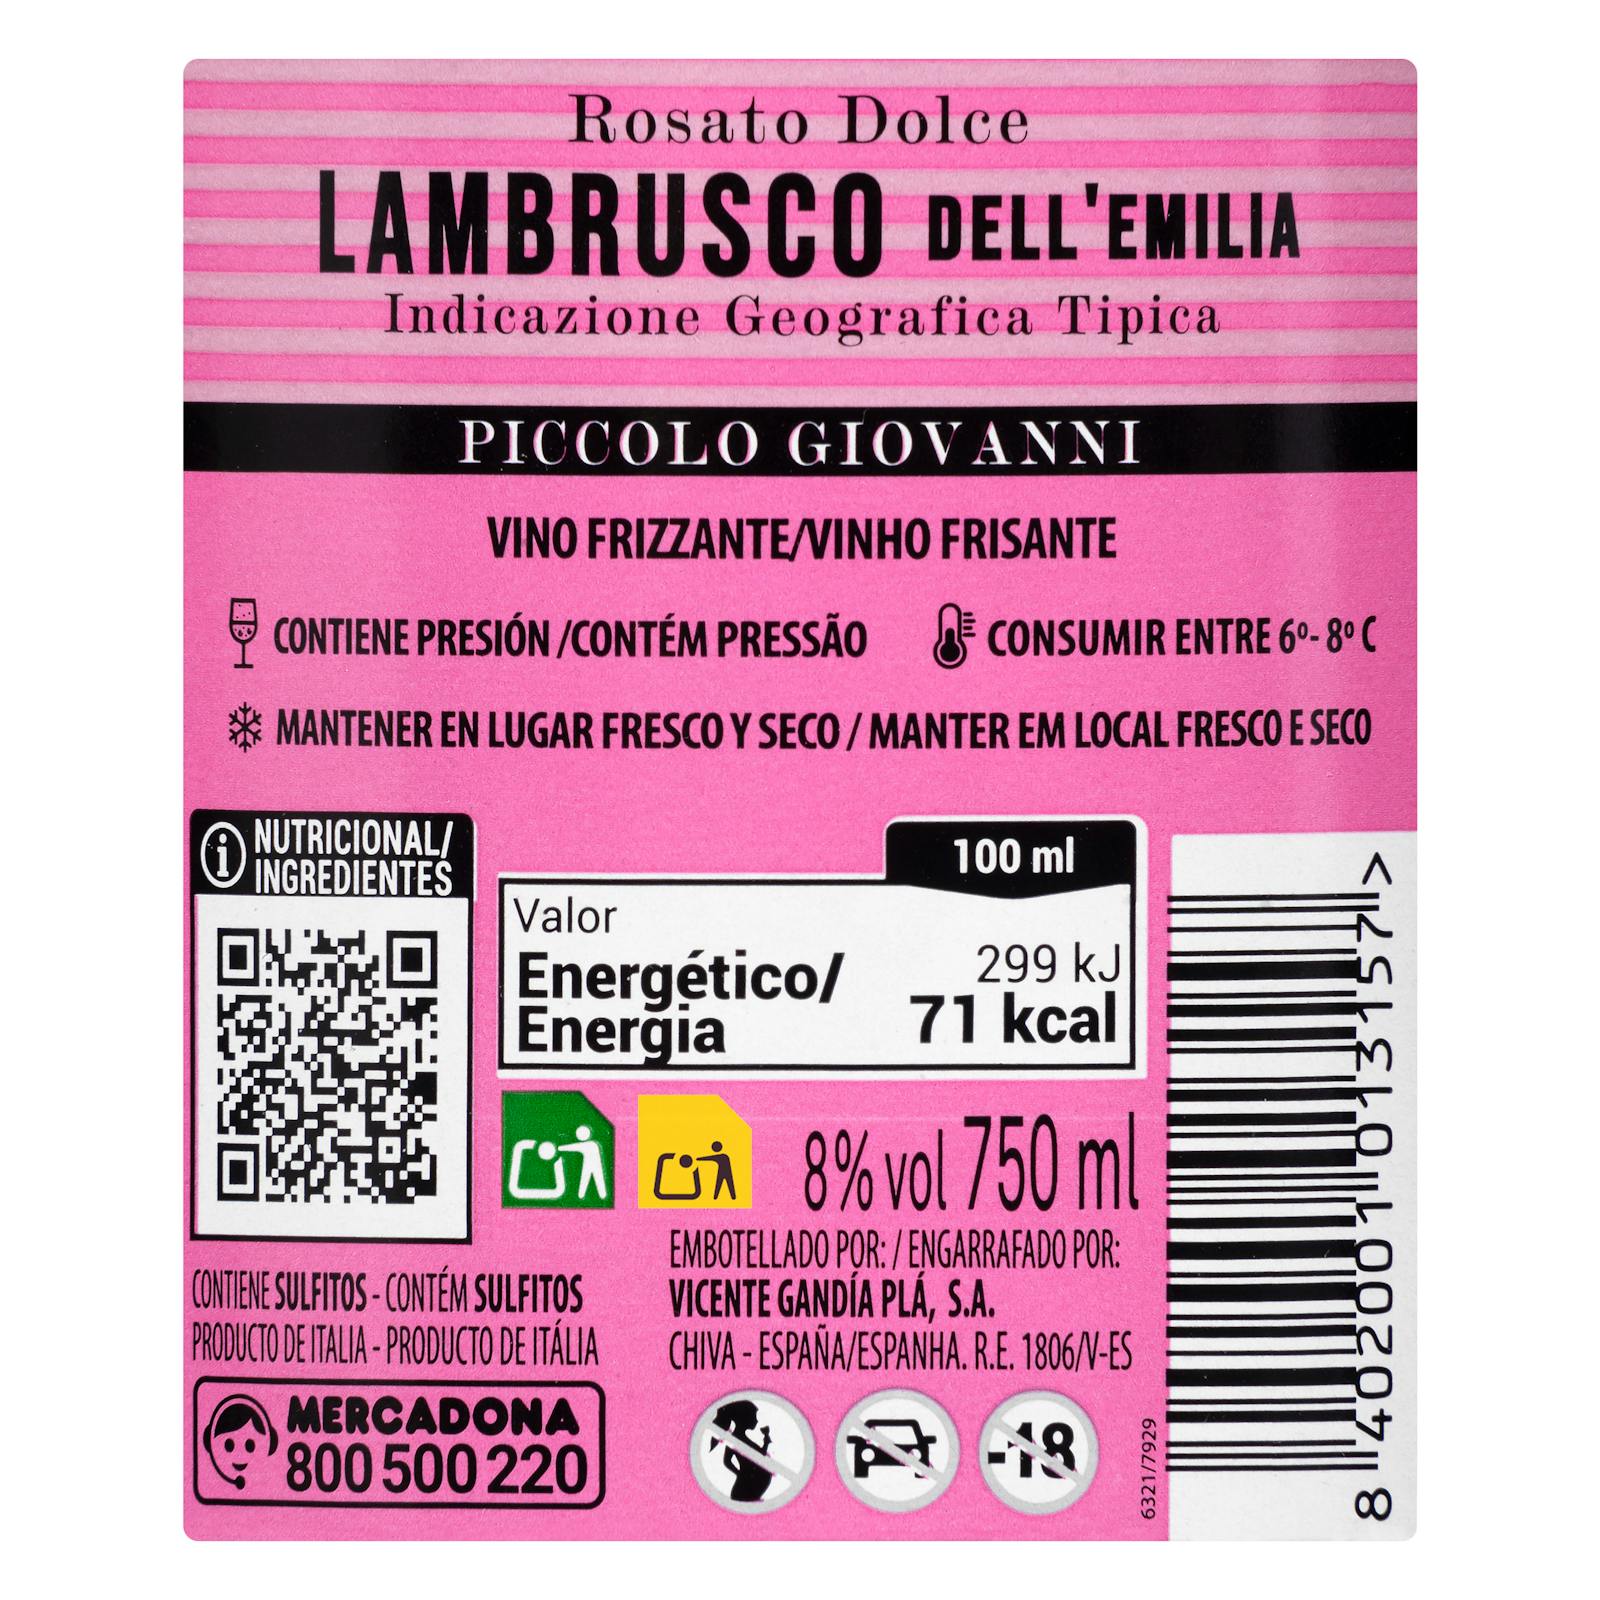 Rosato Dolce
LAMBRUSCO DELL'EMILIA
Indicazione Geografica Tipica
PICCOLO GIOVANNI
VINO FRIZZANTE/VINHO FRISANTE
CONTIENE PRESIÓN /CONTÉM PRESSÃO
CONSUMIR ENTRE 6º- 8º C
MANTENER EN LUGAR FRESCO Y SECO / MANTER EM LOCAL FRESCO E SECO
i NUTRICIONAL/
INGREDIENTES
100 ml
Valor
Energético/
Energia
299 kJ
71 kcal
8% vol 750 ml
EMBOTELLADO POR: / ENGARRAFADO POR:
VICENTE GANDÍA PLÁ, S.A.
CHIVA - ESPAÑA/ESPANHA. R.E. 1806/V-ES
CONTIENE SULFITOS - CONTÉM SULFITOS
PRODUCTO DE ITALIA - PRODUCTO DE ITÁLIA
MERCADONA
800 500 220
-18
6321/7929
8 402001 013157 >